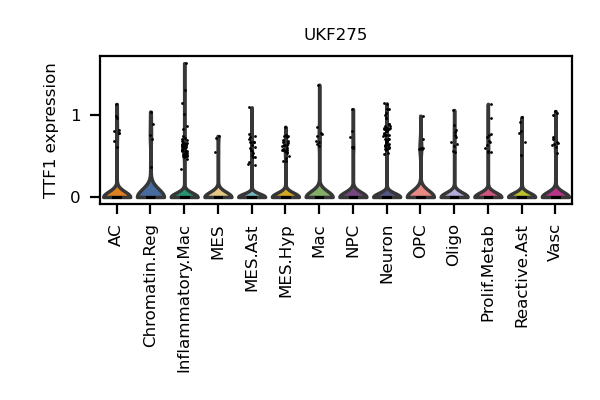 UKF275
TTF1 expression
1
0
AC
Chromatin.Reg
Inflammatory.Mac
MES
MES.Ast
MES.Hyp
Mac
NPC
Neuron
OPC
Oligo
Prolif.Metab
Reactive.Ast
Vasc